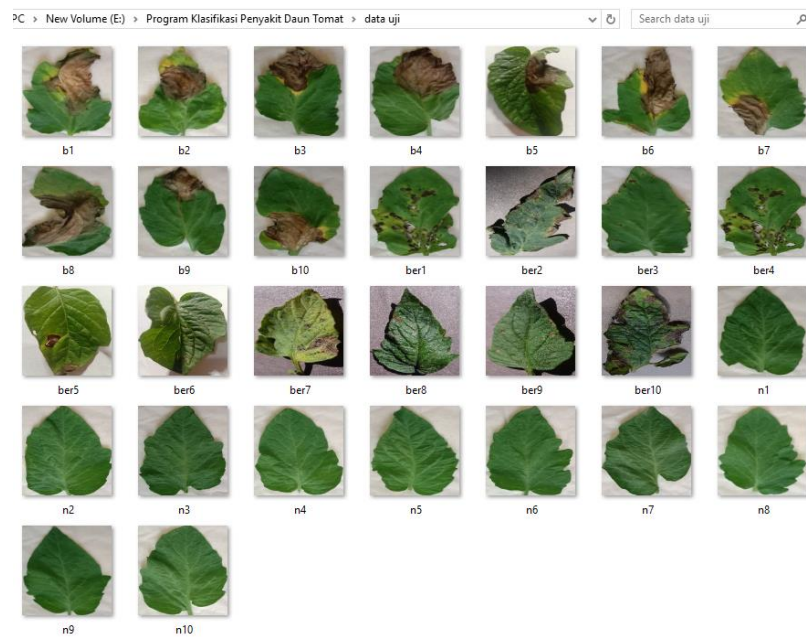 PC > New Volume (E:) > Program Klasifikasi Penyakit Daun Tomat > data uji
Search data uji
b1 b2 b3 b4 b5 b6 b7
b8 b9 b10 ber1 ber2 ber3 ber4
ber5 ber6 ber7 ber8 ber9 ber10 n1
n2 n3 n4 n5 n6 n7 n8
n9 n10